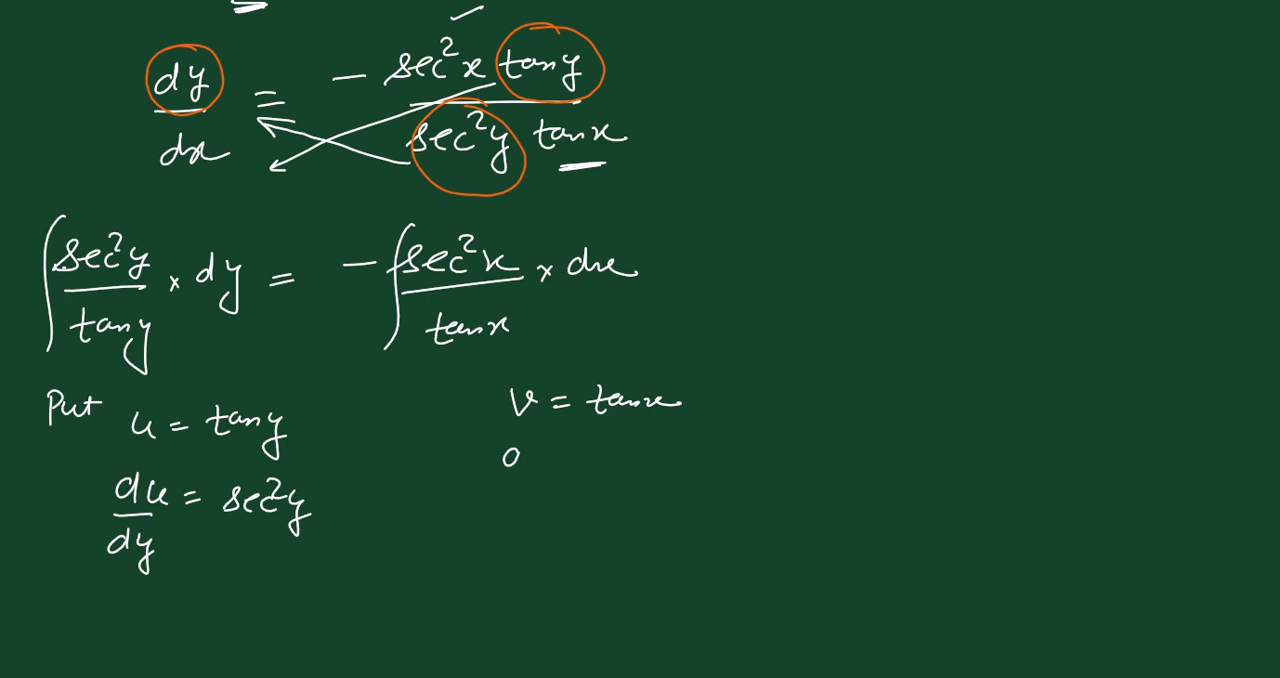 dy/dx = - sec²x tany / sec²y tanx
∫ sec²y/tany × dy = - ∫ sec²x/tanx × dx
Put u = tany
v = tanx
du/dy = sec²y